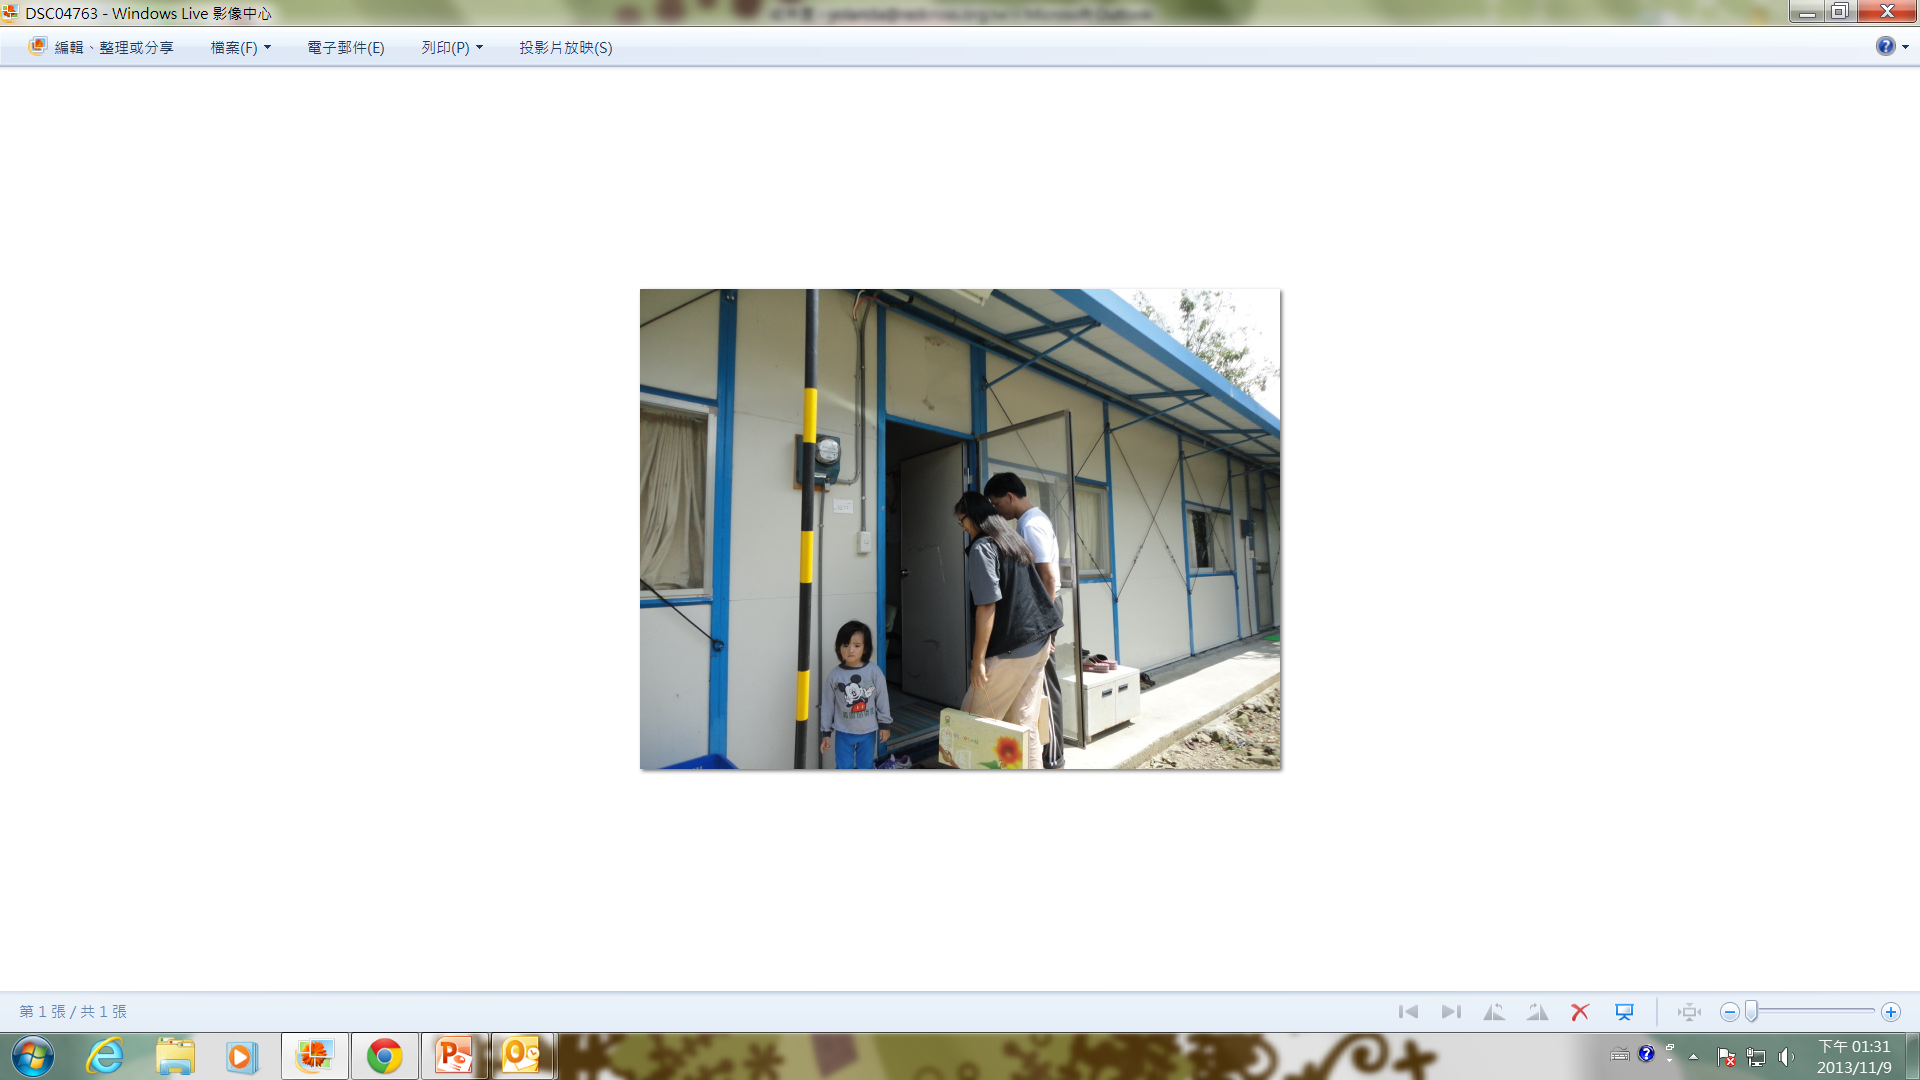 DSC04763 - Windows Live 影像中心
編輯、整理或分享 檔案(F) 電子郵件(E) 列印(P) 投影片放映(S)
第 1 張 / 共 1 張
下午 01:31
2013/11/9